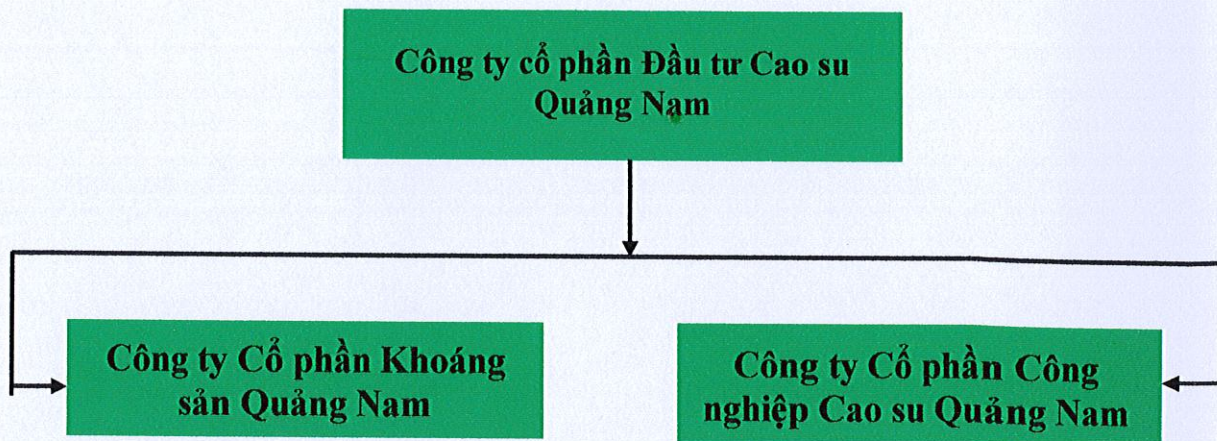 Công ty cổ phần Đầu tư Cao su
Quảng Nam
Công ty Cổ phần Khoáng
sản Quảng Nam
Công ty Cổ phần Công
nghiệp Cao su Quảng Nam